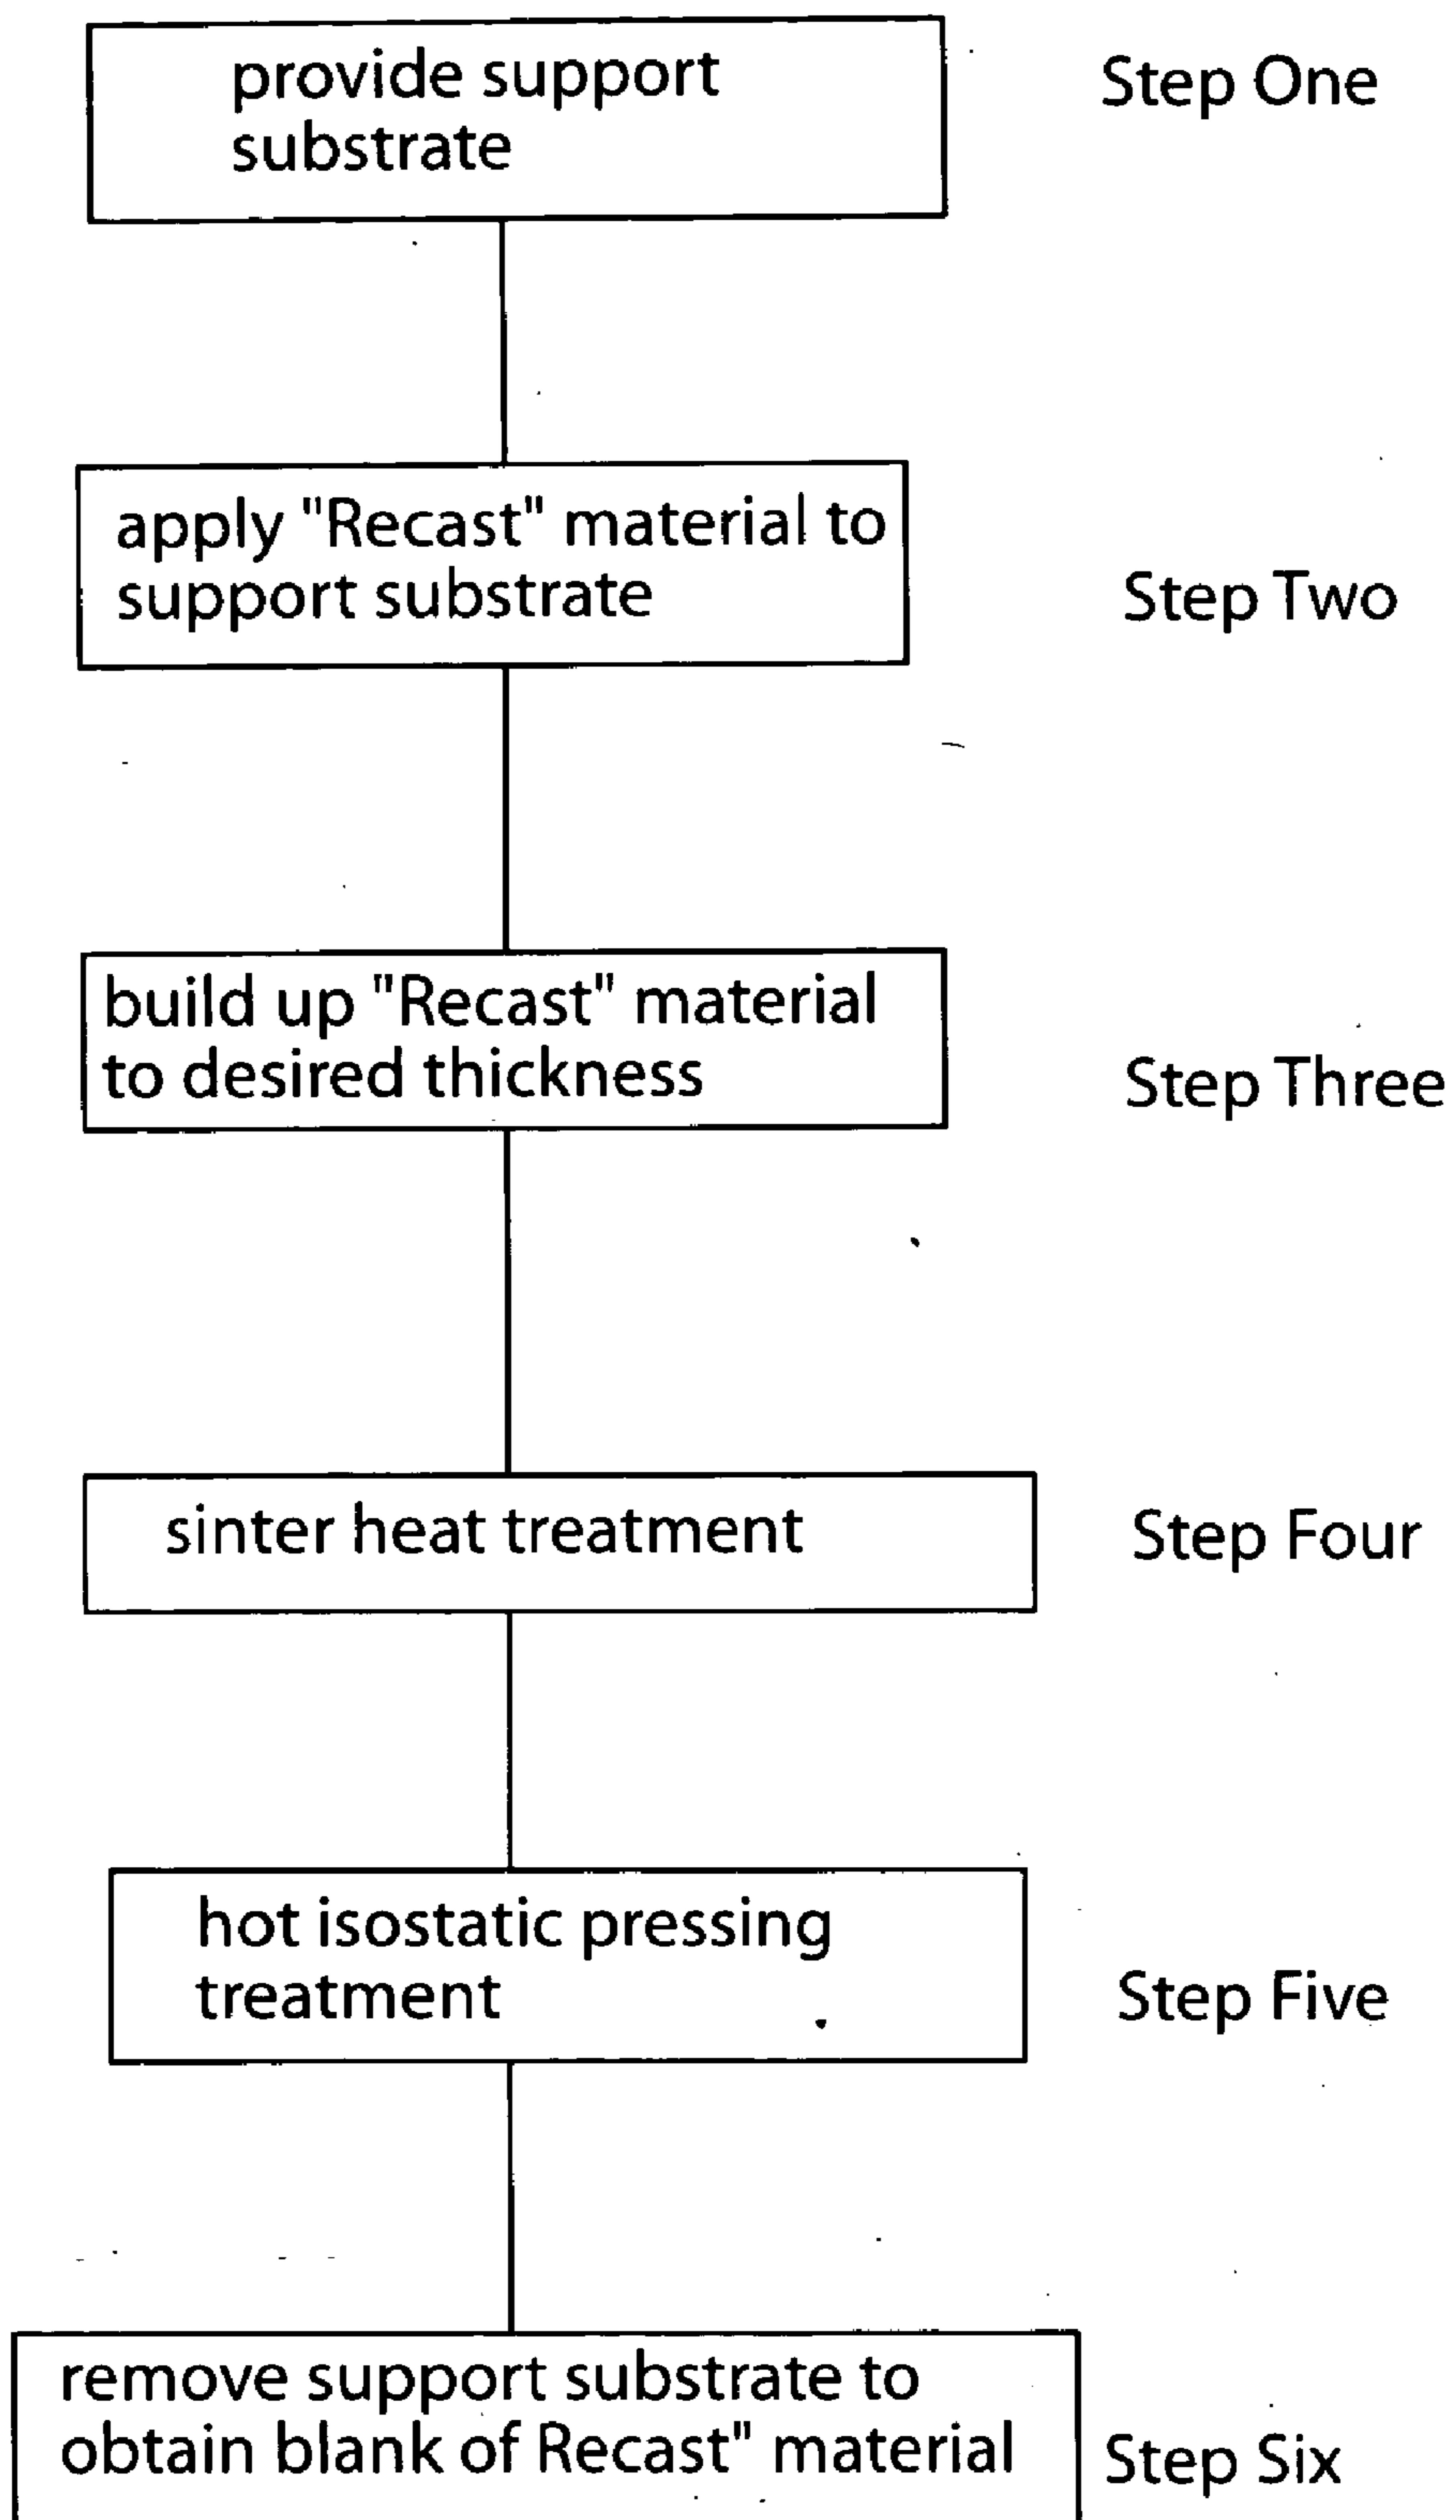 provide support
substrate
Step One
apply "Recast" material to
support substrate
Step Two
build up "Recast" material
to desired thickness
Step Three
sinter heat treatment
Step Four
hot isostatic pressing
treatment
Step Five
remove support substrate to
obtain blank of Recast" material
Step Six